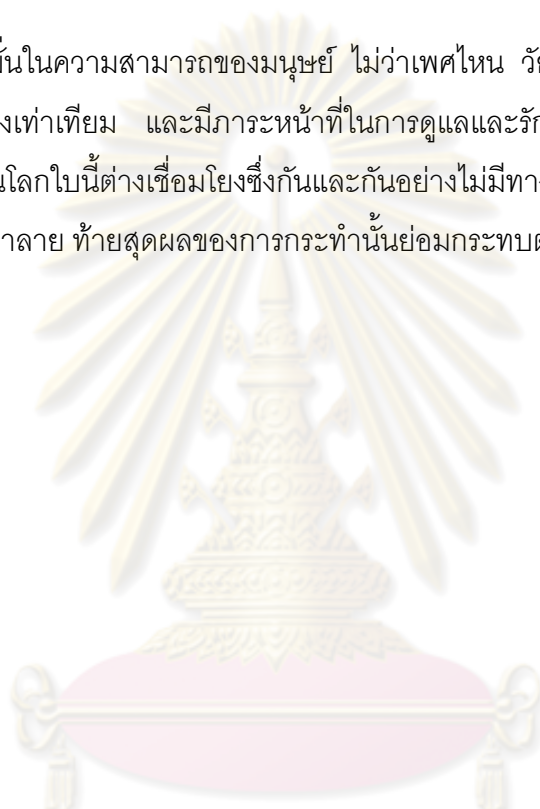 ั่นในความสามารถของมนุษย์ ไม่ว่าเพศไหน วั
งเท่าเทียม และมีภาระหน้าที่ในการดูแลและรั
นโลกใบนี้ต่างเชื่อมโยงซึ่งกันและกันอย่างไม่มีทา
าลาย ท้ายสุดผลของการกระทำนั้นย่อมกระทบ